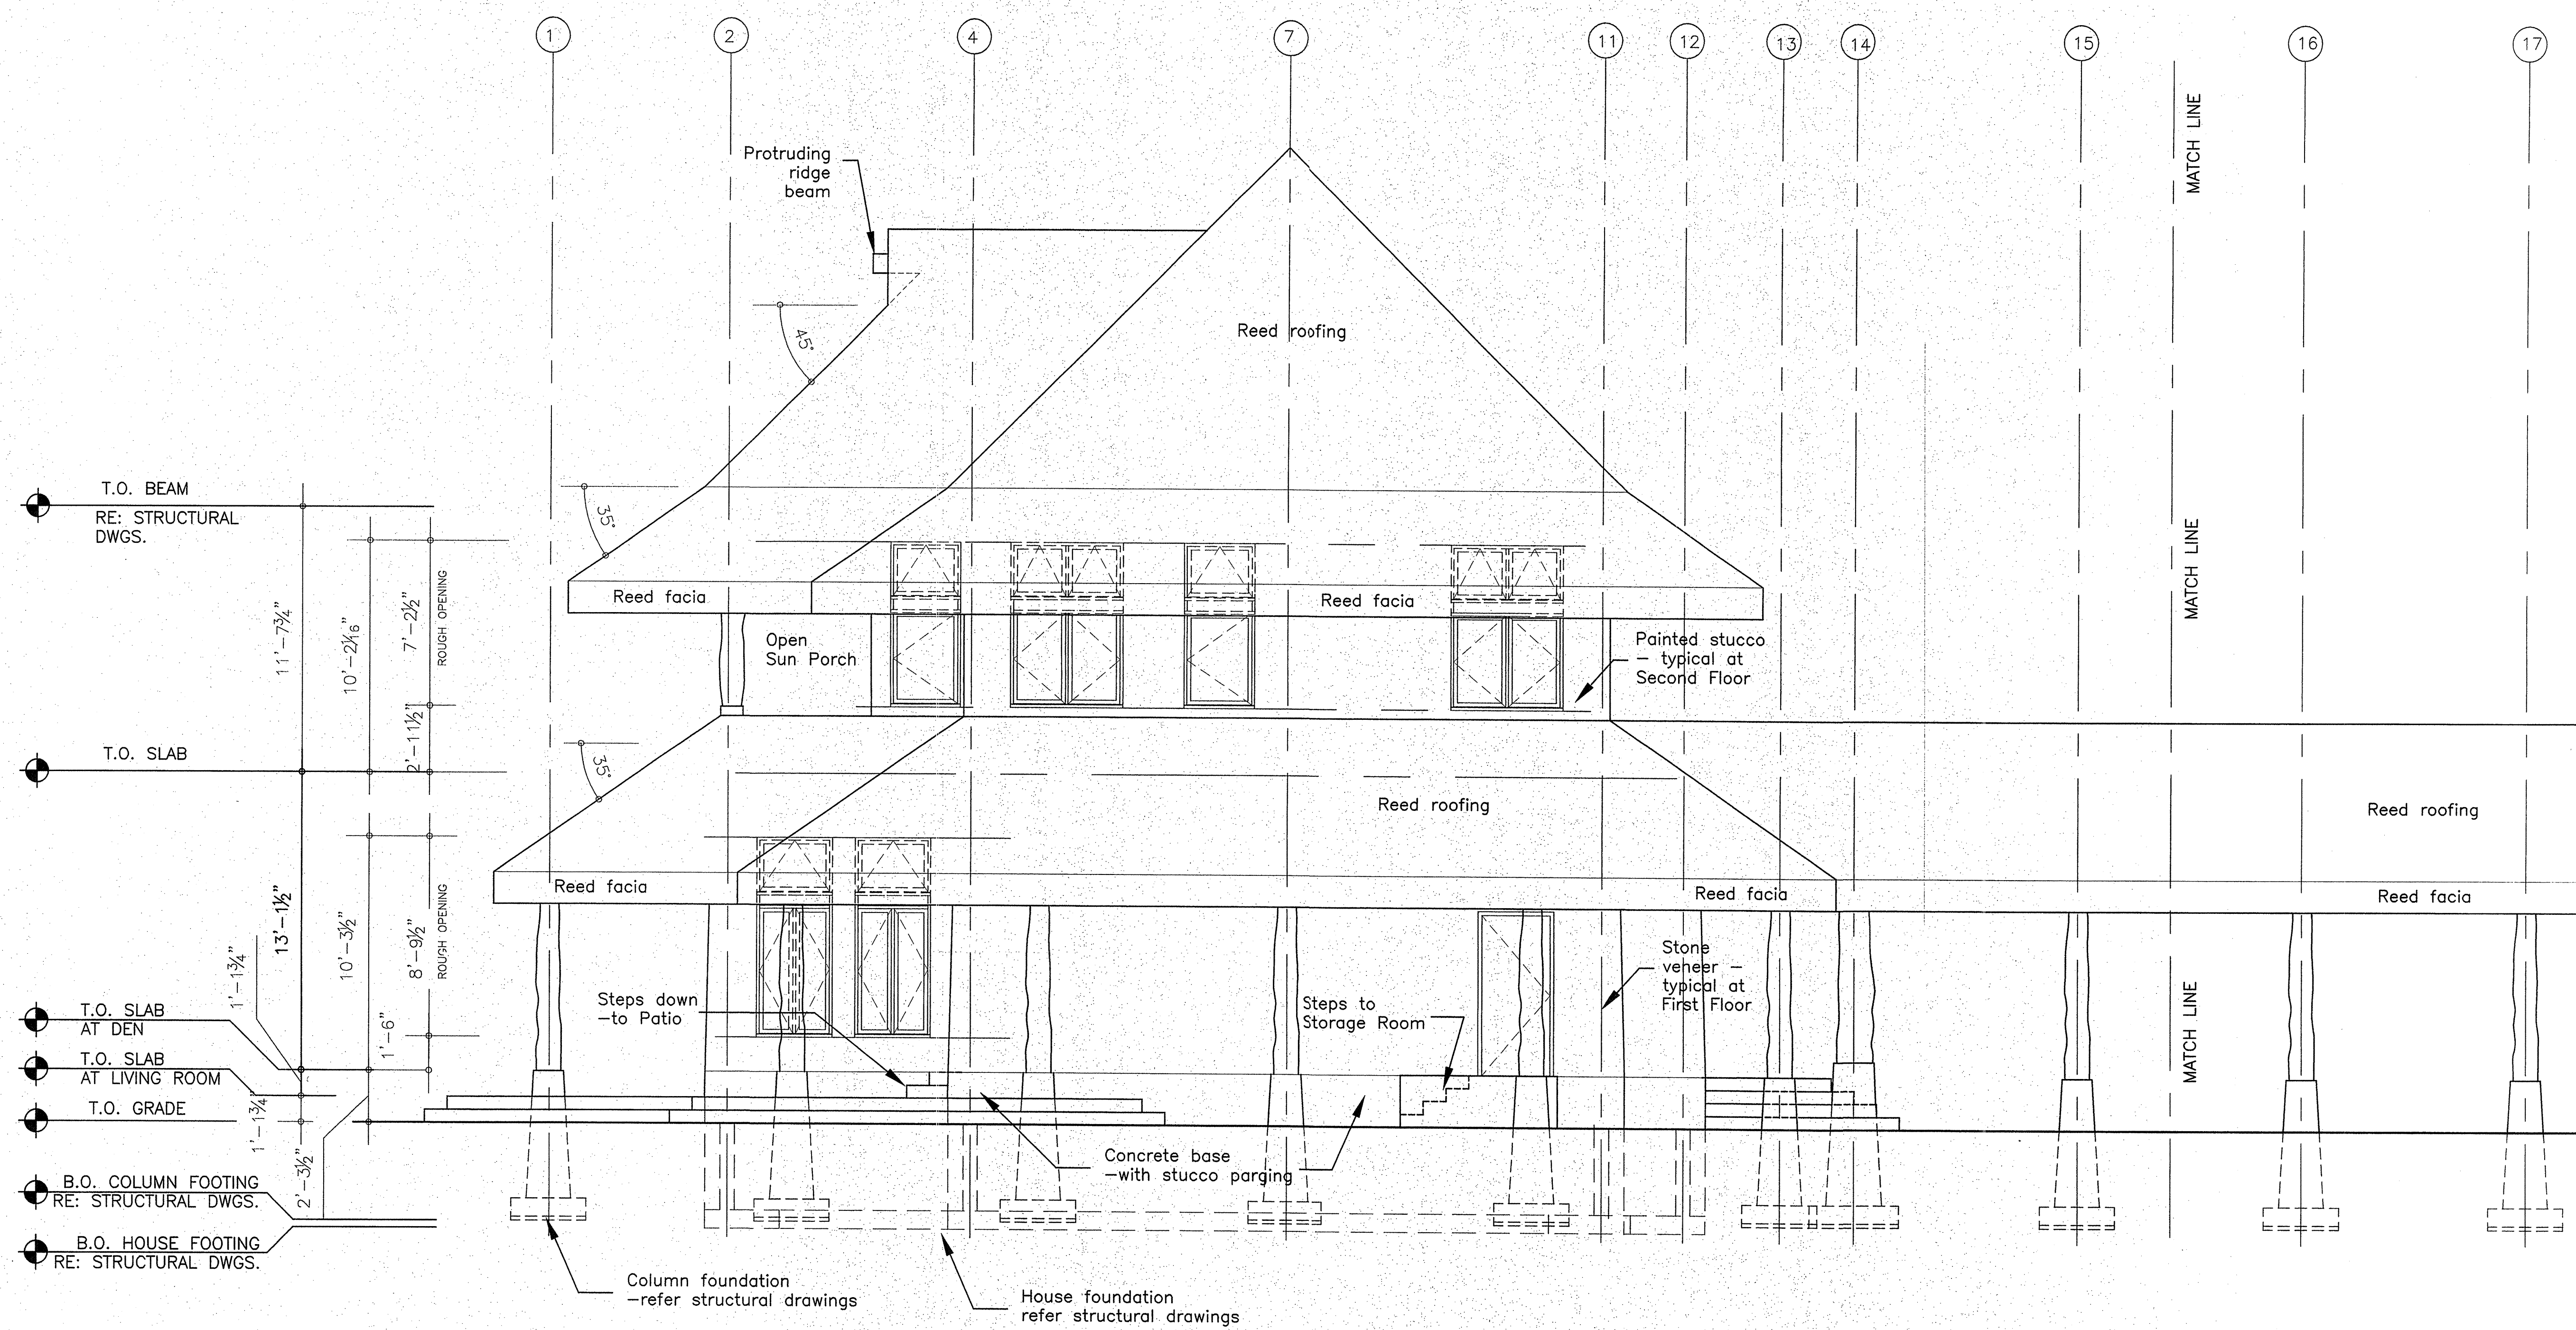 1 2 4 7 11 12 13 14 15 16 17
MATCH LINE
Protruding
ridge
beam
45°
Reed roofing
35°
T.O. BEAM
RE: STRUCTURAL
DWGS.
MATCH LINE
11'-7¾"
10'-2 1/16"
7'-2½"
ROUGH OPENING
2'-11½"
Reed facia
Reed facia
Open
Sun Porch
Painted stucco
- typical at
Second Floor
T.O. SLAB
35°
Reed roofing
Reed roofing
Reed facia
Reed facia
Reed facia
1'-1¾"
13'-1½"
10'-3½"
8'-9½"
ROUGH OPENING
1'-6"
Stone
veneer -
typical at
First Floor
MATCH LINE
Steps down
-to Patio
Steps to
Storage Room
T.O. SLAB
AT DEN
T.O. SLAB
AT LIVING ROOM
T.O. GRADE
1'-1¾"
2'-3½"
Concrete base
-with stucco parging
B.O. COLUMN FOOTING
RE: STRUCTURAL DWGS.
B.O. HOUSE FOOTING
RE: STRUCTURAL DWGS.
Column foundation
-refer structural drawings
House foundation
refer structural drawings